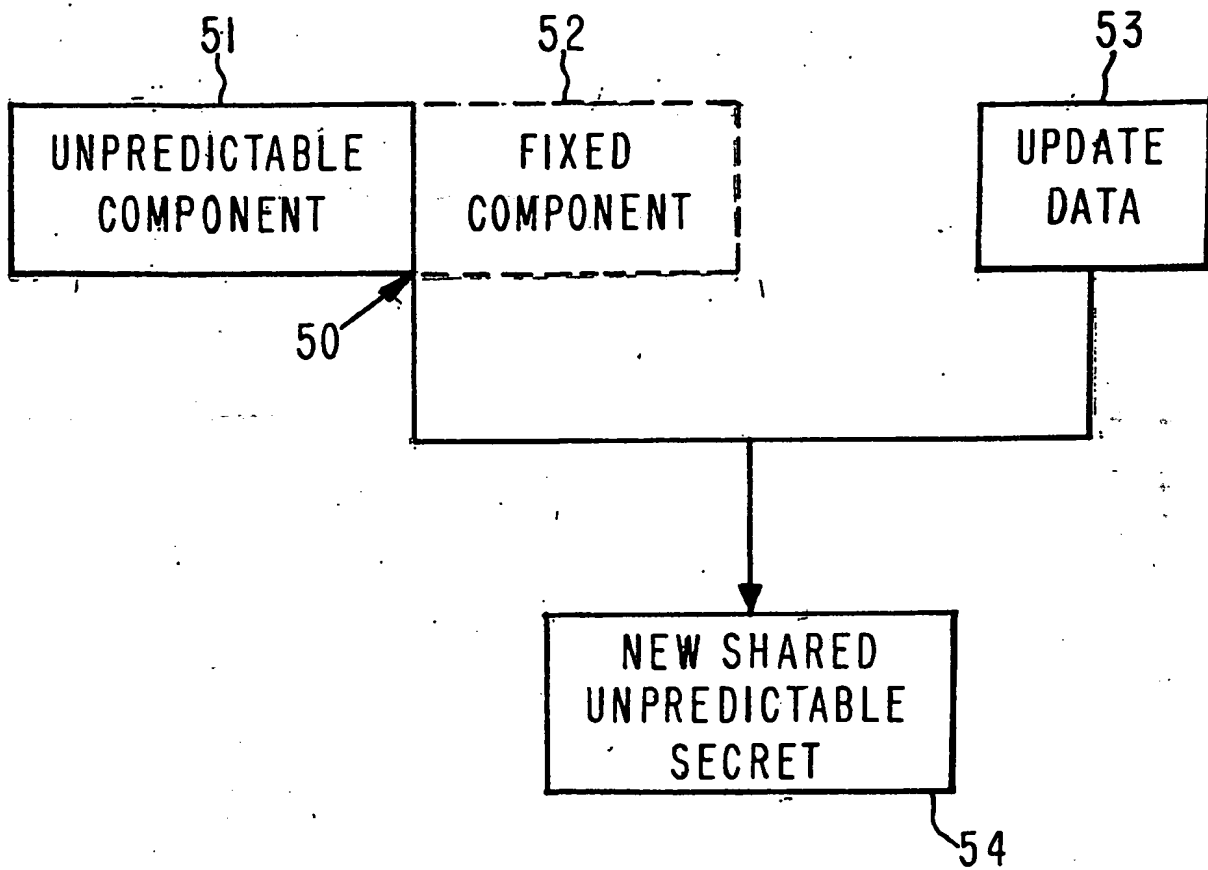 51
52
53
UNPREDICTABLE
COMPONENT
FIXED
COMPONENT
UPDATE
DATA
50
NEW SHARED
UNPREDICTABLE
SECRET
54